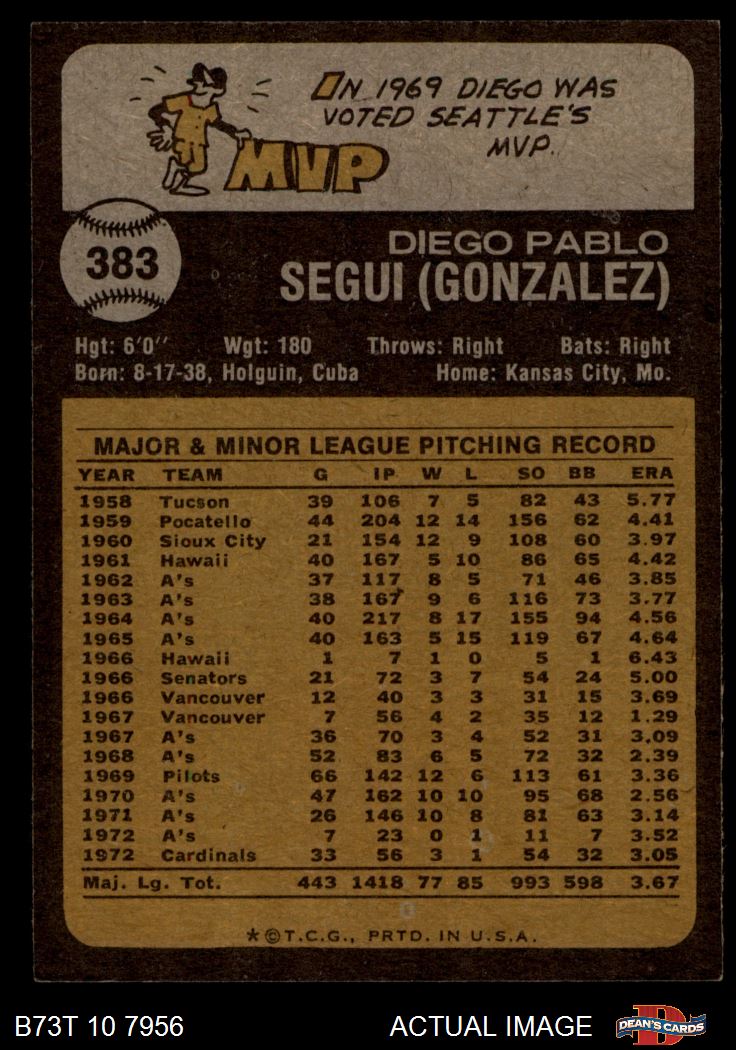 IN 1969 DIEGO WAS
VOTED SEATTLE'S
MVP.
MVP
383
DIEGO PABLO
SEGUI (GONZALEZ)
Hgt: 6'0" Wgt: 180 Throws: Right Bats: Right
Born: 8-17-38, Holguin, Cuba Home: Kansas City, Mo.
MAJOR & MINOR LEAGUE PITCHING RECORD
YEAR TEAM G IP W L SO BB ERA
1958 Tucson 39 106 7 5 82 43 5.77
1959 Pocatello 44 204 12 14 156 62 4.41
1960 Sioux City 21 154 12 9 108 60 3.97
1961 Hawaii 40 167 5 10 86 65 4.42
1962 A's 37 117 8 5 71 46 3.85
1963 A's 38 167 9 6 116 73 3.77
1964 A's 40 217 8 17 155 94 4.56
1965 A's 40 163 5 15 119 67 4.64
1966 Hawaii 1 7 1 0 5 1 6.43
1966 Senators 21 72 3 7 54 24 5.00
1966 Vancouver 12 40 3 3 31 15 3.69
1967 Vancouver 7 56 4 2 35 12 1.29
1967 A's 36 70 3 4 52 31 3.09
1968 A's 52 83 6 5 72 32 2.39
1969 Pilots 66 142 12 6 113 61 3.36
1970 A's 47 162 10 10 95 68 2.56
1971 A's 26 146 10 8 81 63 3.14
1972 A's 7 23 0 1 11 7 3.52
1972 Cardinals 33 56 3 1 54 32 3.05
Maj. Lg. Tot. 443 1418 77 85 993 598 3.67
*©T.C.G., PRTD. IN U.S.A.
B73T 10 7956 ACTUAL IMAGE
D
DEAN'S CARDS